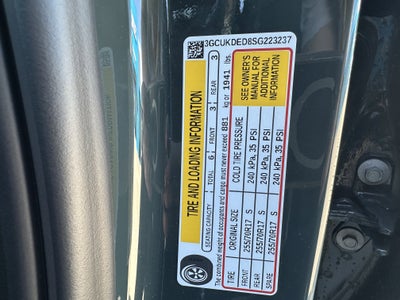 3GCUKDED8SG223237
TIRE AND LOADING INFORMATION
SEATING CAPACITY TOTAL 6 FRONT 3 REAR 3
The combined weight of occupants and cargo must never exceed 881 kg or 1941 lbs.
TIRE ORIGINAL SIZE COLD TIRE PRESSURE
FRONT 255/70R17 S 240 kPa, 35 PSI
REAR 255/70R17 S 240 kPa, 35 PSI
SPARE 255/70R17 S 240 kPa, 35 PSI
SEE OWNER'S
MANUAL FOR
ADDITIONAL
INFORMATION